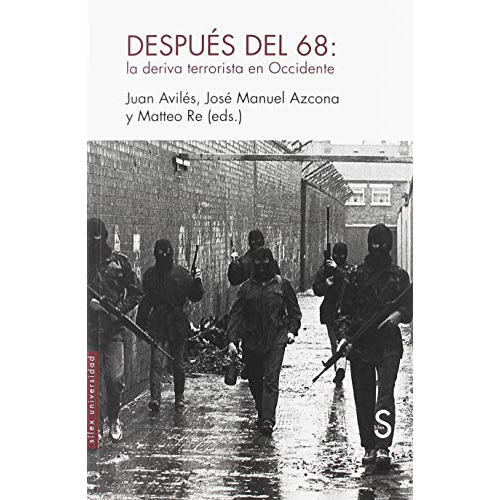 DESPUÉS DEL 68:
la deriva terrorista en Occidente
Juan Avilés, José Manuel Azcona
y Matteo Re (eds.)
sílex universidad
S